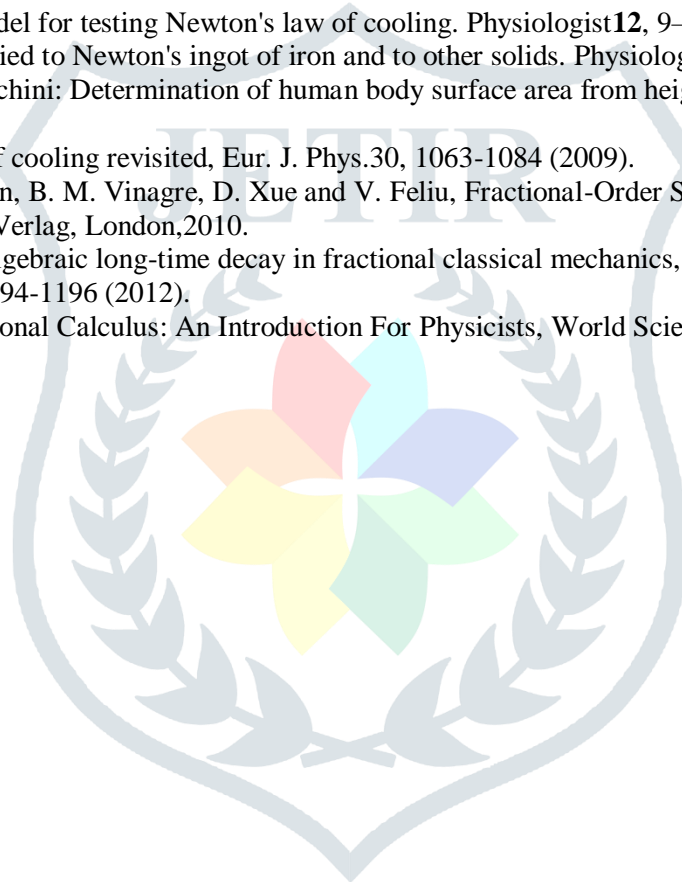 del for testing Newton's law of cooling. Physiologist12, 9–
ied to Newton's ingot of iron and to other solids. Physiolog
chini: Determination of human body surface area from heig
f cooling revisited, Eur. J. Phys.30, 1063-1084 (2009).
n, B. M. Vinagre, D. Xue and V. Feliu, Fractional-Order S
Verlag, London,2010.
lgebraic long-time decay in fractional classical mechanics,
94-1196 (2012).
onal Calculus: An Introduction For Physicists, World Scie
JETIR